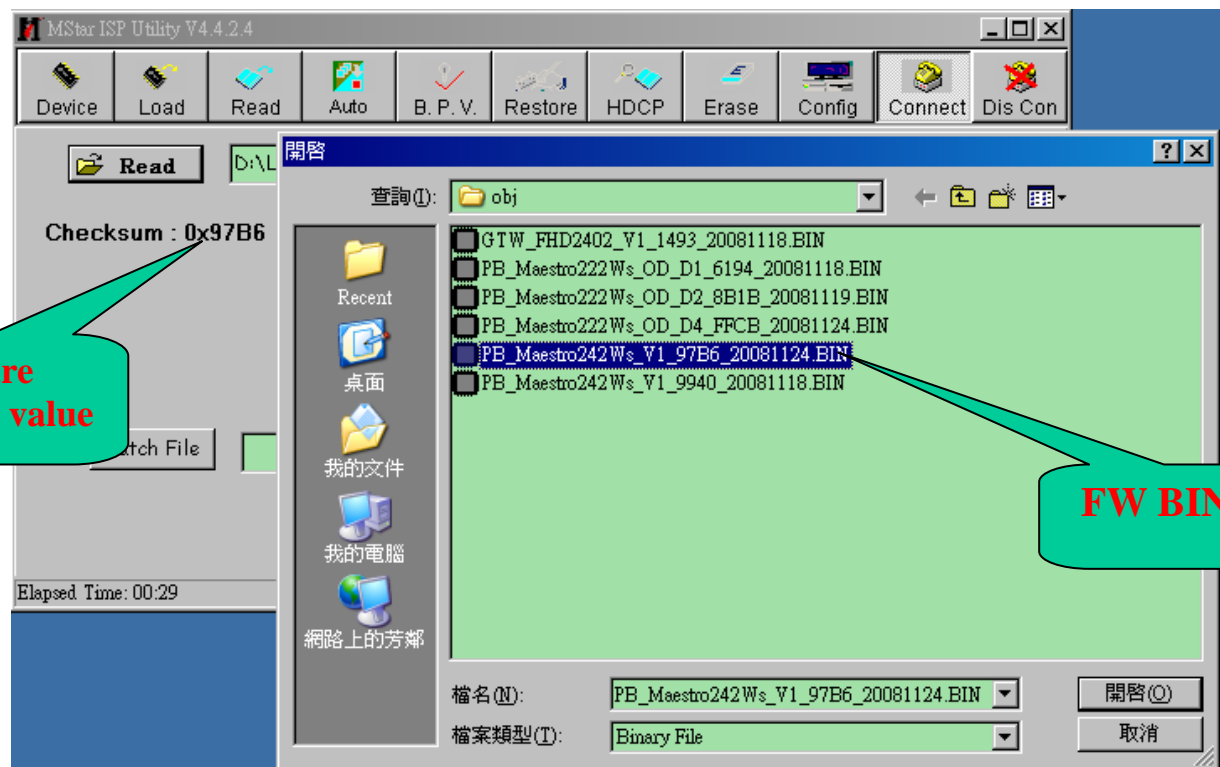 MStar ISP Utility V4.4.2.4
Device Load Read Auto B. P. V. Restore HDCP Erase Config Connect Dis Con
Read
D:\L
Checksum : 0x97B6
re
value
atch File
Elapsed Time: 00:29
開啓
查詢(I): obj
Recent
桌面
我的文件
我的電腦
網路上的芳鄰
GTW_FHD2402_V1_1493_20081118.BIN
PB_Maestro222Ws_OD_D1_6194_20081118.BIN
PB_Maestro222Ws_OD_D2_8B1B_20081119.BIN
PB_Maestro222Ws_OD_D4_FFCB_20081124.BIN
PB_Maestro242Ws_V1_97B6_20081124.BIN
PB_Maestro242Ws_V1_9940_20081118.BIN
FW BIN
檔名(N): PB_Maestro242Ws_V1_97B6_20081124.BIN 開啓(O)
檔案類型(T): Binary File 取消